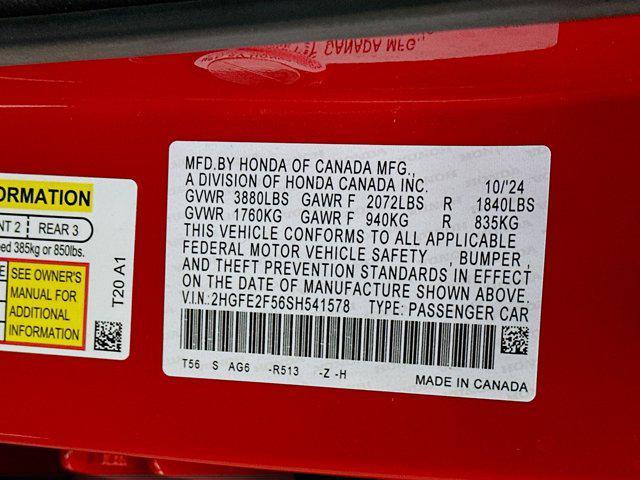 MFD.BY HONDA OF CANADA MFG.,
A DIVISION OF HONDA CANADA INC. 10/'24
GVWR 3880LBS GAWR F 2072LBS R 1840LBS
GVWR 1760KG GAWR F 940KG R 835KG
THIS VEHICLE CONFORMS TO ALL APPLICABLE
FEDERAL MOTOR VEHICLE SAFETY , BUMPER ,
AND THEFT PREVENTION STANDARDS IN EFFECT
ON THE DATE OF MANUFACTURE SHOWN ABOVE.
V.I.N.:2HGFE2F56SH541578 TYPE: PASSENGER CAR
T56 S AG6 -R513 -Z -H
MADE IN CANADA
ORMATION
NT 2 REAR 3
eed 385kg or 850lbs.
SEE OWNER'S
MANUAL FOR
ADDITIONAL
INFORMATION
T20 A1
CANADA MFG.,